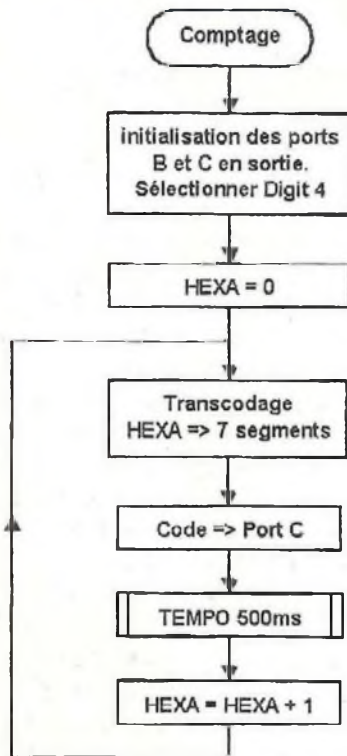 Comptage
initialisation des ports
B et C en sortie.
Sélectionner Digit 4
HEXA = 0
Transcodage
HEXA => 7 segments
Code => Port C
TEMPO 500ms
HEXA = HEXA + 1